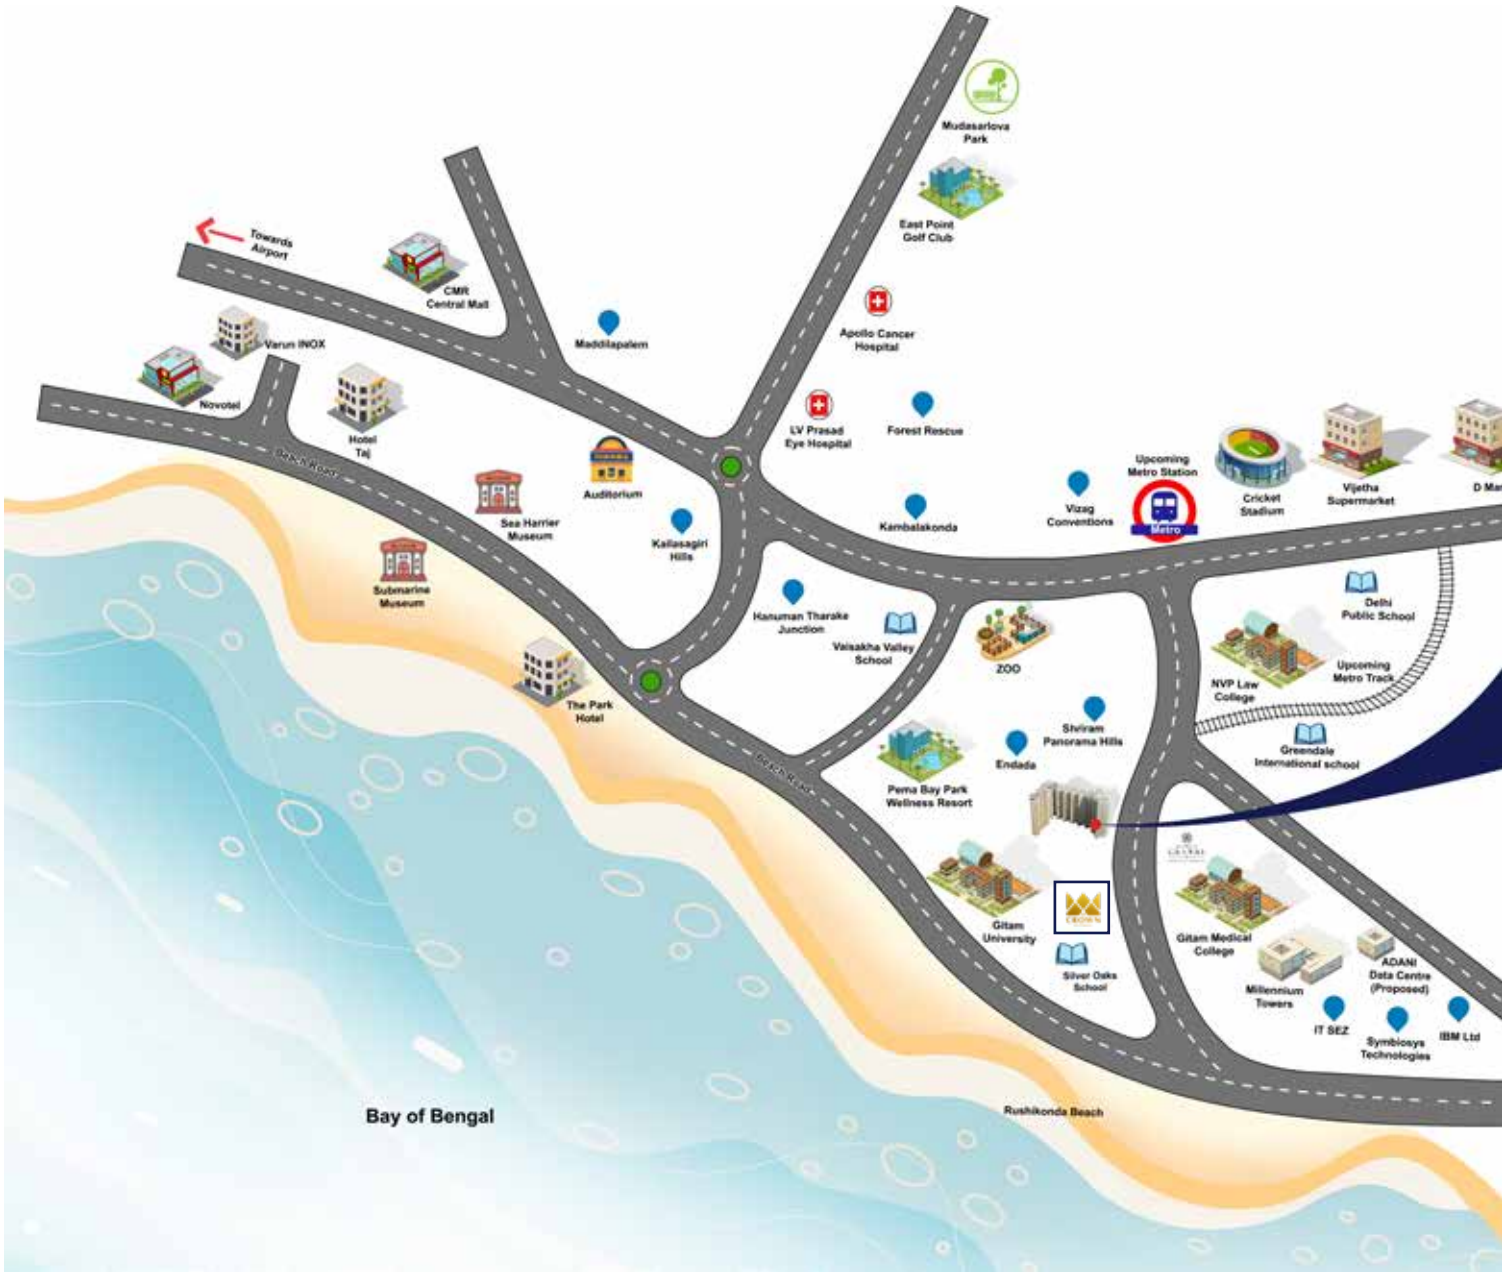 Mudasarlova
Park
East Point
Golf Club
Towards
Airport
CMR
Central Mall
Maddilapalem
Apollo Cancer
Hospital
Varun INOX
Novotel
Hotel
Taj
LV Prasad
Eye Hospital
Forest Rescue
Beach Road
Auditorium
Upcoming
Metro Station
Metro
Cricket
Stadium
Vijetha
Supermarket
D Mar
Sea Harrier
Museum
Kailasagiri
Hills
Kambalakonda
Vizag
Conventions
Submarine
Museum
Hanuman Tharake
Junction
Vaisakha Valley
School
ZOO
Delhi
Public School
NVP Law
College
Upcoming
Metro Track
The Park
Hotel
Shriram
Panorama Hills
Endada
Greendale
International school
Beach Road
Pema Bay Park
Wellness Resort
Gitam
University
CROWN
Silver Oaks
School
Gitam Medical
College
Millennium
Towers
ADANI
Data Centre
(Proposed)
IT SEZ
Symbiosys
Technologies
IBM Ltd
Rushikonda Beach
Bay of Bengal